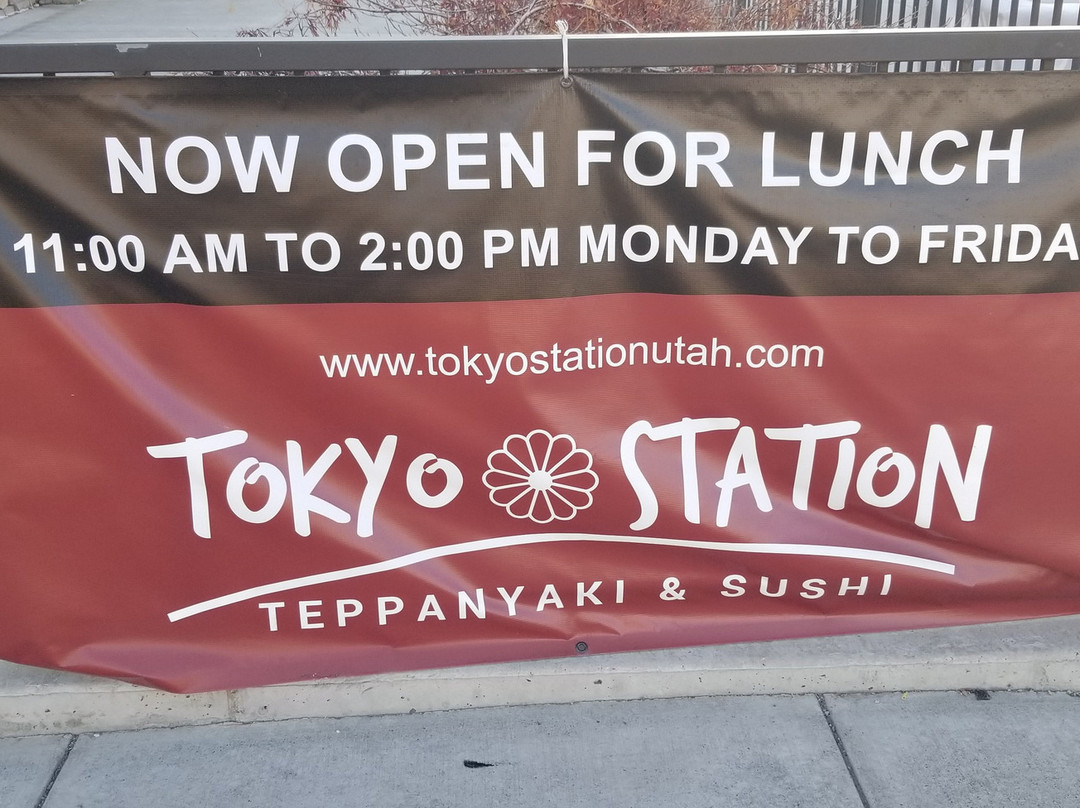 NOW OPEN FOR LUNCH
11:00 AM TO 2:00 PM MONDAY TO FRIDA
www.tokyostationutah.com
TOKYO STATION
TEPPANYAKI & SUSHI